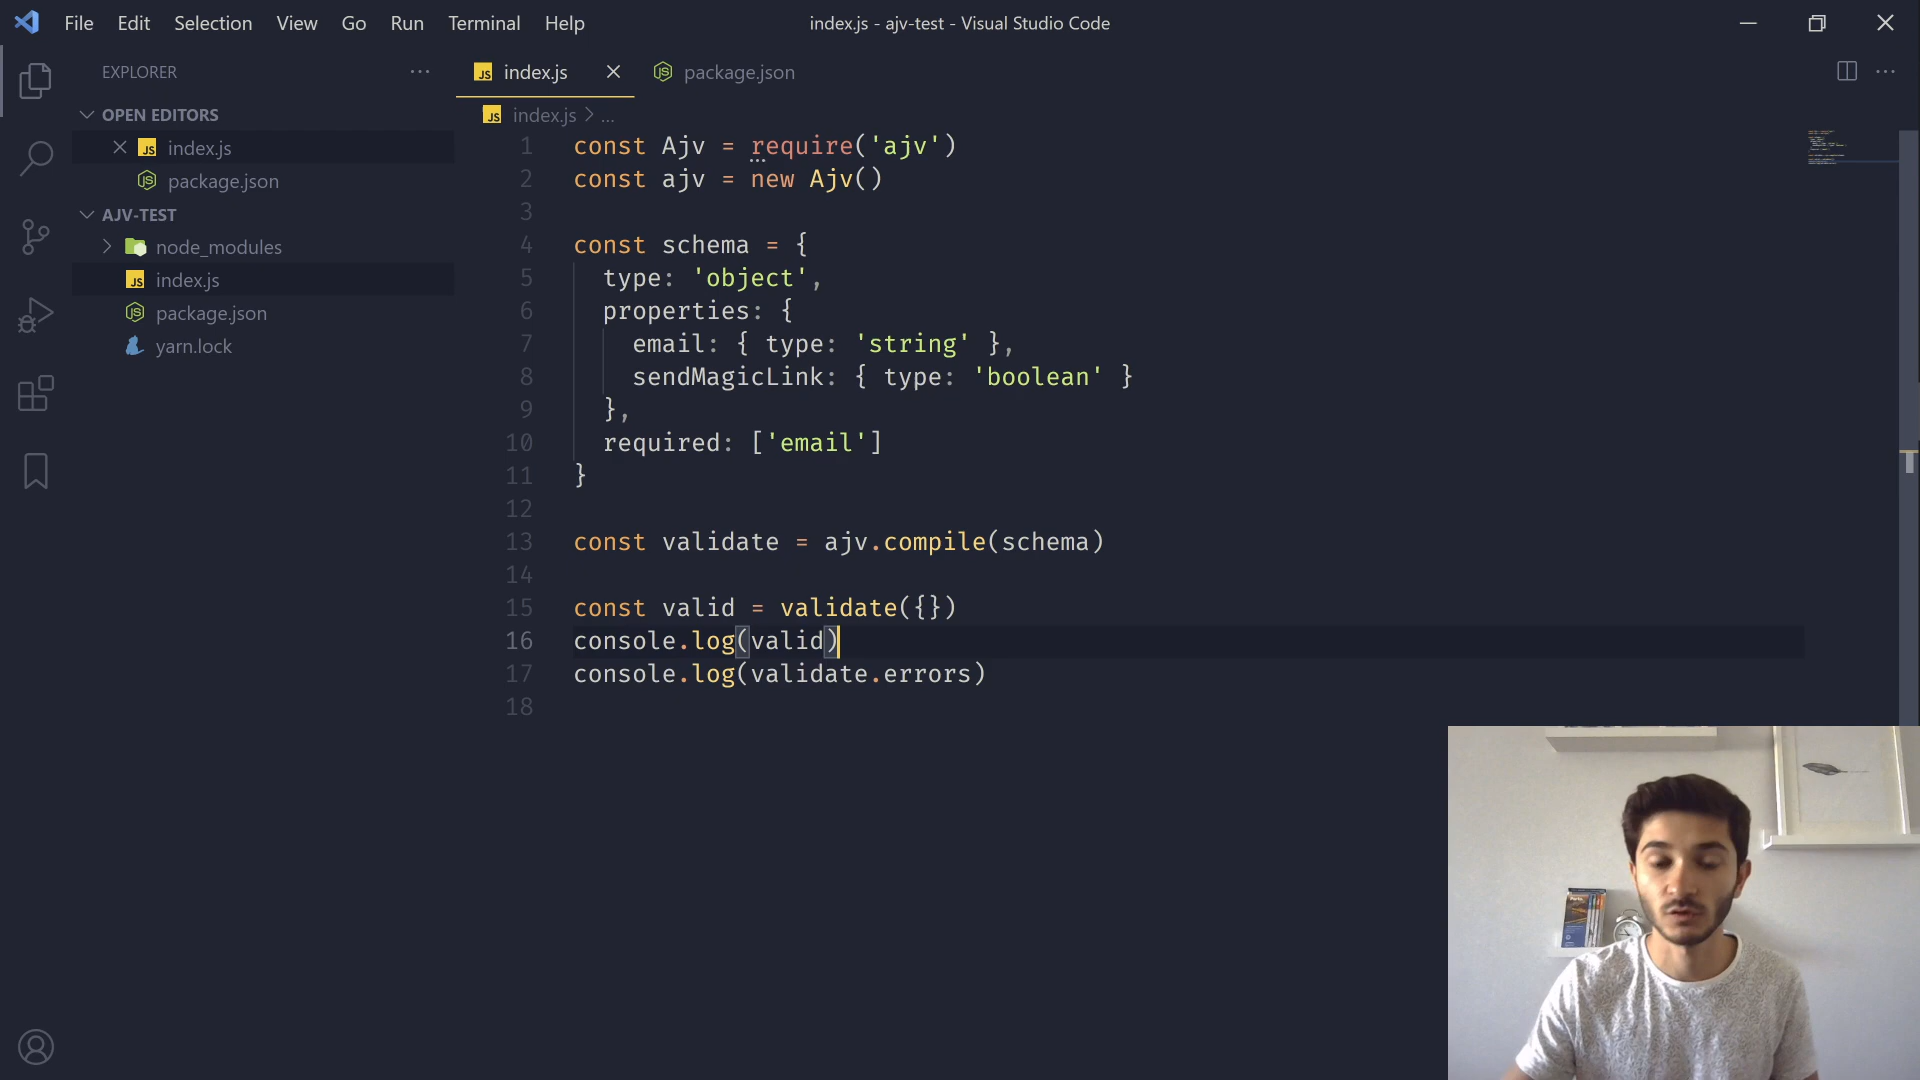 File Edit Selection View Go Run Terminal Help
index.js - ajv-test - Visual Studio Code
EXPLORER
OPEN EDITORS
index.js
package.json
AJV-TEST
node_modules
index.js
package.json
yarn.lock
index.js
package.json
index.js > ...
1 const Ajv = require('ajv')
2 const ajv = new Ajv()
3
4 const schema = {
5 type: 'object',
6 properties: {
7 email: { type: 'string' },
8 sendMagicLink: { type: 'boolean' }
9 },
10 required: ['email']
11 }
12
13 const validate = ajv.compile(schema)
14
15 const valid = validate({})
16 console.log(valid)
17 console.log(validate.errors)
18